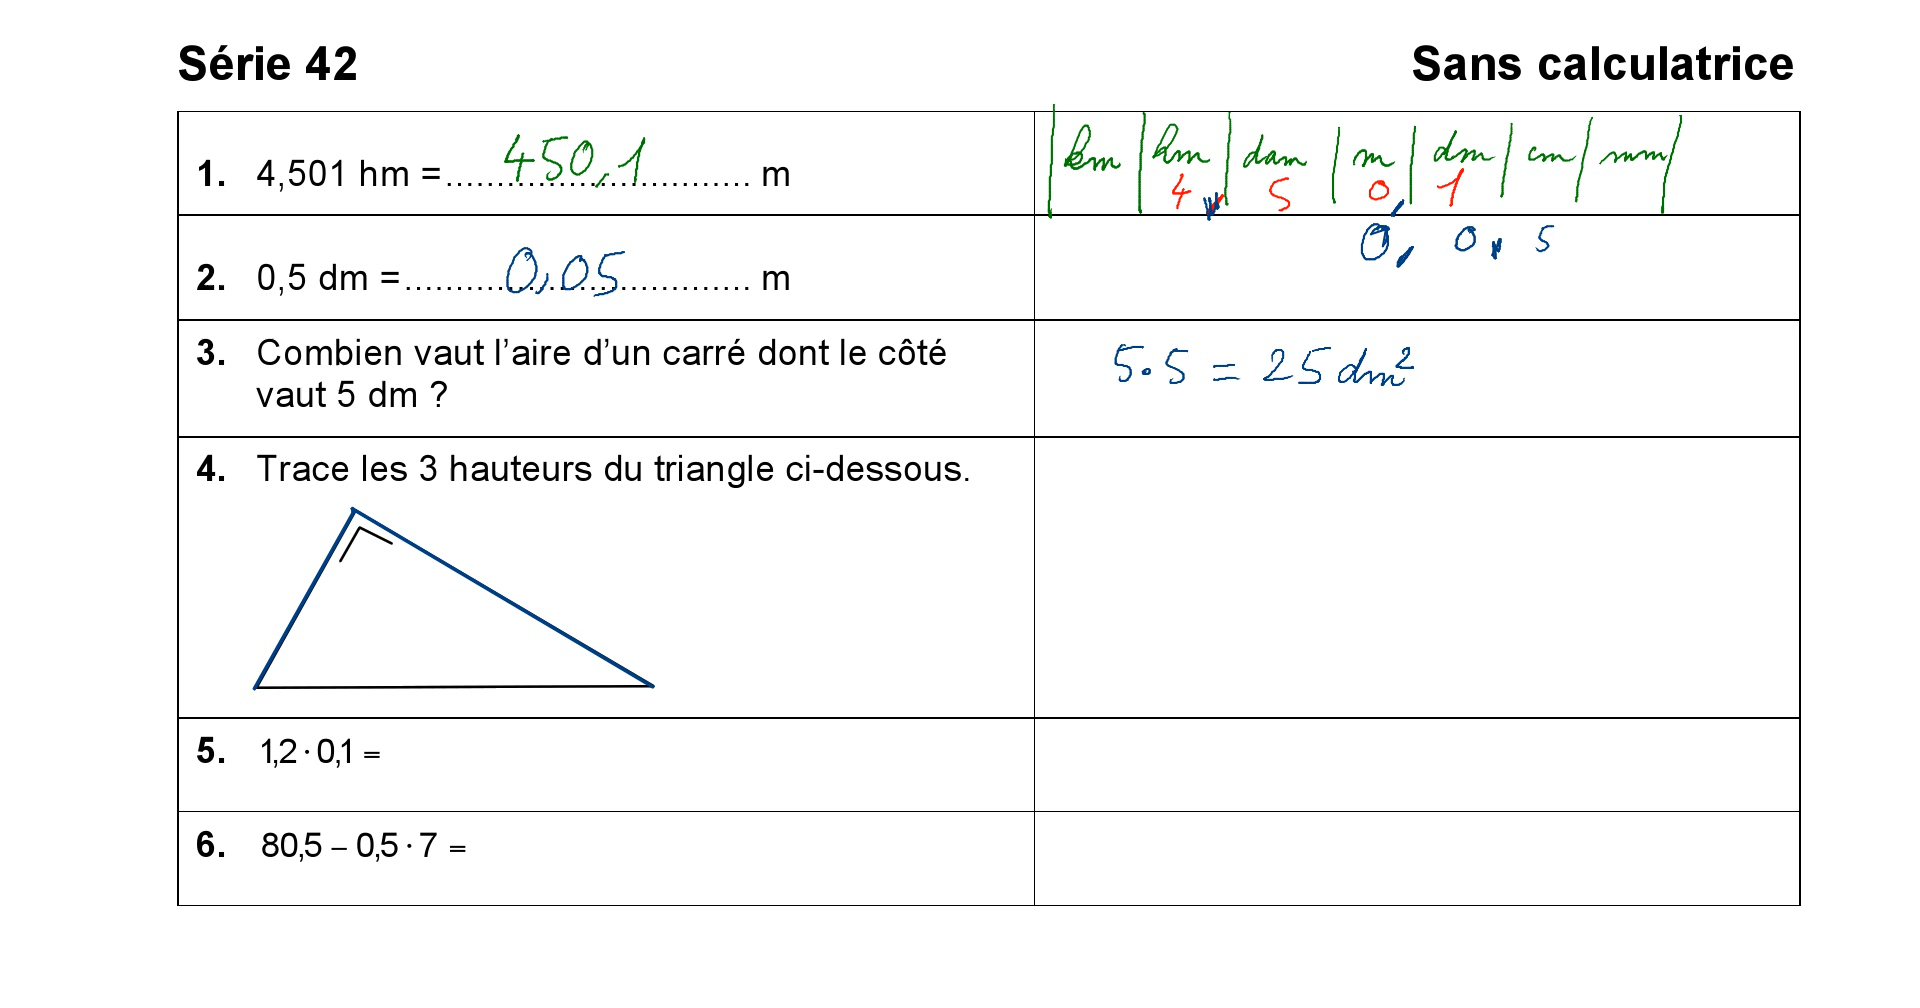 Série 42
Sans calculatrice
1. 4,501 hm = 450,1 m
km | hm | dam | m | dm | cm | mm
4 5 0, 1
2. 0,5 dm = 0,05 m
0, 0 5
3. Combien vaut l’aire d’un carré dont le côté
vaut 5 dm ?
5·5 = 25 dm²
4. Trace les 3 hauteurs du triangle ci-dessous.
5. 1,2 · 0,1 =
6. 80,5 – 0,5 · 7 =